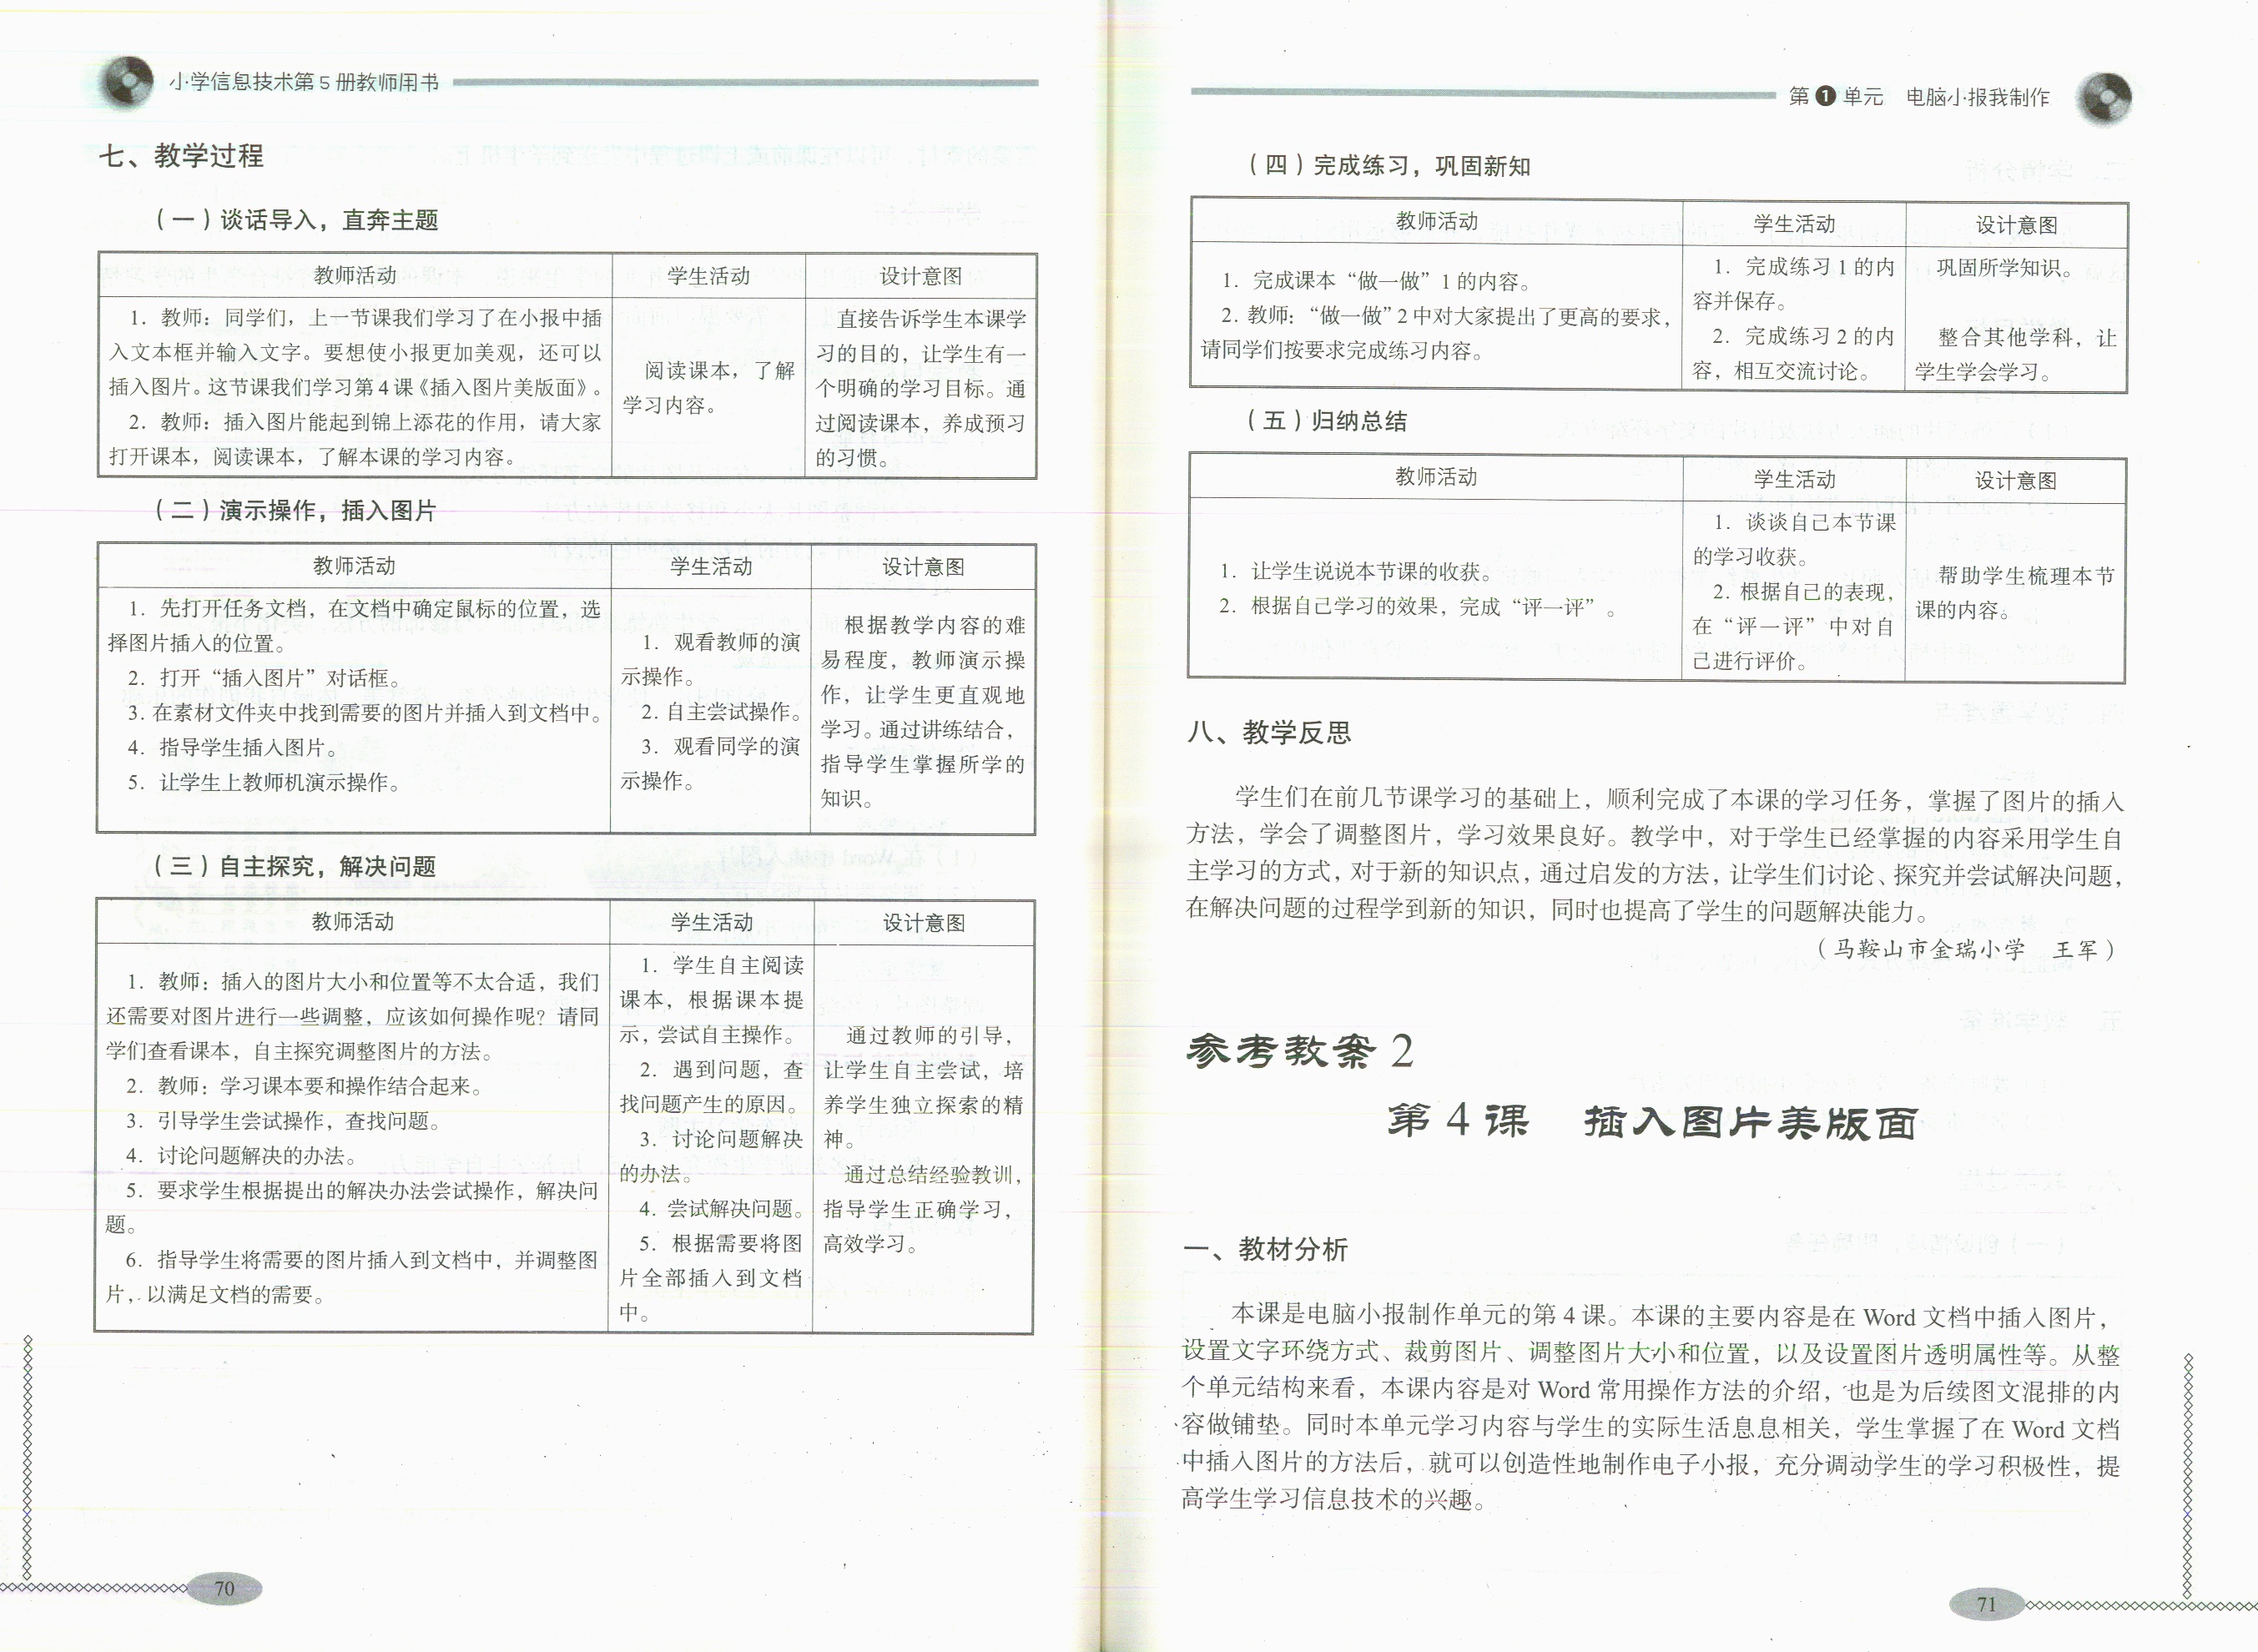 小学信息技术第5册教师用书
七、教学过程
（一）谈话导入，直奔主题
教师活动
学生活动
设计意图
1．教师：同学们，上一节课我们学习了在小报中插
入文本框并输入文字。要想使小报更加美观，还可以
插入图片。这节课我们学习第4课《插入图片美版面》。
2．教师：插入图片能起到锦上添花的作用，请大家
打开课本，阅读课本，了解本课的学习内容。
阅读课本，了解
学习内容。
直接告诉学生本课学
习的目的，让学生有一
个明确的学习目标。通
过阅读课本，养成预习
的习惯。
（二）演示操作，插入图片
教师活动
学生活动
设计意图
1．先打开任务文档，在文档中确定鼠标的位置，选
择图片插入的位置。
2．打开“插入图片”对话框。
3．在素材文件夹中找到需要的图片并插入到文档中。
4．指导学生插入图片。
5．让学生上教师机演示操作。
1．观看教师的演
示操作。
2．自主尝试操作。
3．观看同学的演
示操作。
根据教学内容的难
易程度，教师演示操
作，让学生更直观地
学习。通过讲练结合，
指导学生掌握所学的
知识。
（三）自主探究，解决问题
教师活动
学生活动
设计意图
1．教师：插入的图片大小和位置等不太合适，我们
还需要对图片进行一些调整，应该如何操作呢？请同
学们查看课本，自主探究调整图片的方法。
2．教师：学习课本要和操作结合起来。
3．引导学生尝试操作，查找问题。
4．讨论问题解决的办法。
5．要求学生根据提出的解决办法尝试操作，解决问
题。
6．指导学生将需要的图片插入到文档中，并调整图
片，以满足文档的需要。
1．学生自主阅读
课本，根据课本提
示，尝试自主操作。
2．遇到问题，查
找问题产生的原因。
3．讨论问题解决
的办法。
4．尝试解决问题。
5．根据需要将图
片全部插入到文档
中。
通过教师的引导，
让学生自主尝试，培
养学生独立探索的精
神。
通过总结经验教训，
指导学生正确学习，
高效学习。
70
第1单元　电脑小报我制作
（四）完成练习，巩固新知
教师活动
学生活动
设计意图
1．完成课本“做一做”1的内容。
2．教师：“做一做”2中对大家提出了更高的要求，
请同学们按要求完成练习内容。
1．完成练习1的内
容并保存。
2．完成练习2的内
容，相互交流讨论。
巩固所学知识。
整合其他学科，让
学生学会学习。
（五）归纳总结
教师活动
学生活动
设计意图
1．让学生说说本节课的收获。
2．根据自己学习的效果，完成“评一评”。
1．谈谈自己本节课
的学习收获。
2．根据自己的表现，
在“评一评”中对自
己进行评价。
帮助学生梳理本节
课的内容。
八、教学反思
学生们在前几节课学习的基础上，顺利完成了本课的学习任务，掌握了图片的插入
方法，学会了调整图片，学习效果良好。教学中，对于学生已经掌握的内容采用学生自
主学习的方式，对于新的知识点，通过启发的方法，让学生们讨论、探究并尝试解决问题，
在解决问题的过程学到新的知识，同时也提高了学生的问题解决能力。
（马鞍山市金瑞小学　王军）
参考教案2
第4课　插入图片美版面
一、教材分析
本课是电脑小报制作单元的第4课。本课的主要内容是在Word文档中插入图片，
设置文字环绕方式、裁剪图片、调整图片大小和位置，以及设置图片透明属性等。从整
个单元结构来看，本课内容是对Word常用操作方法的介绍，也是为后续图文混排的内
容做铺垫。同时本单元学习内容与学生的实际生活息息相关，学生掌握了在Word文档
中插入图片的方法后，就可以创造性地制作电子小报，充分调动学生的学习积极性，提
高学生学习信息技术的兴趣。
71